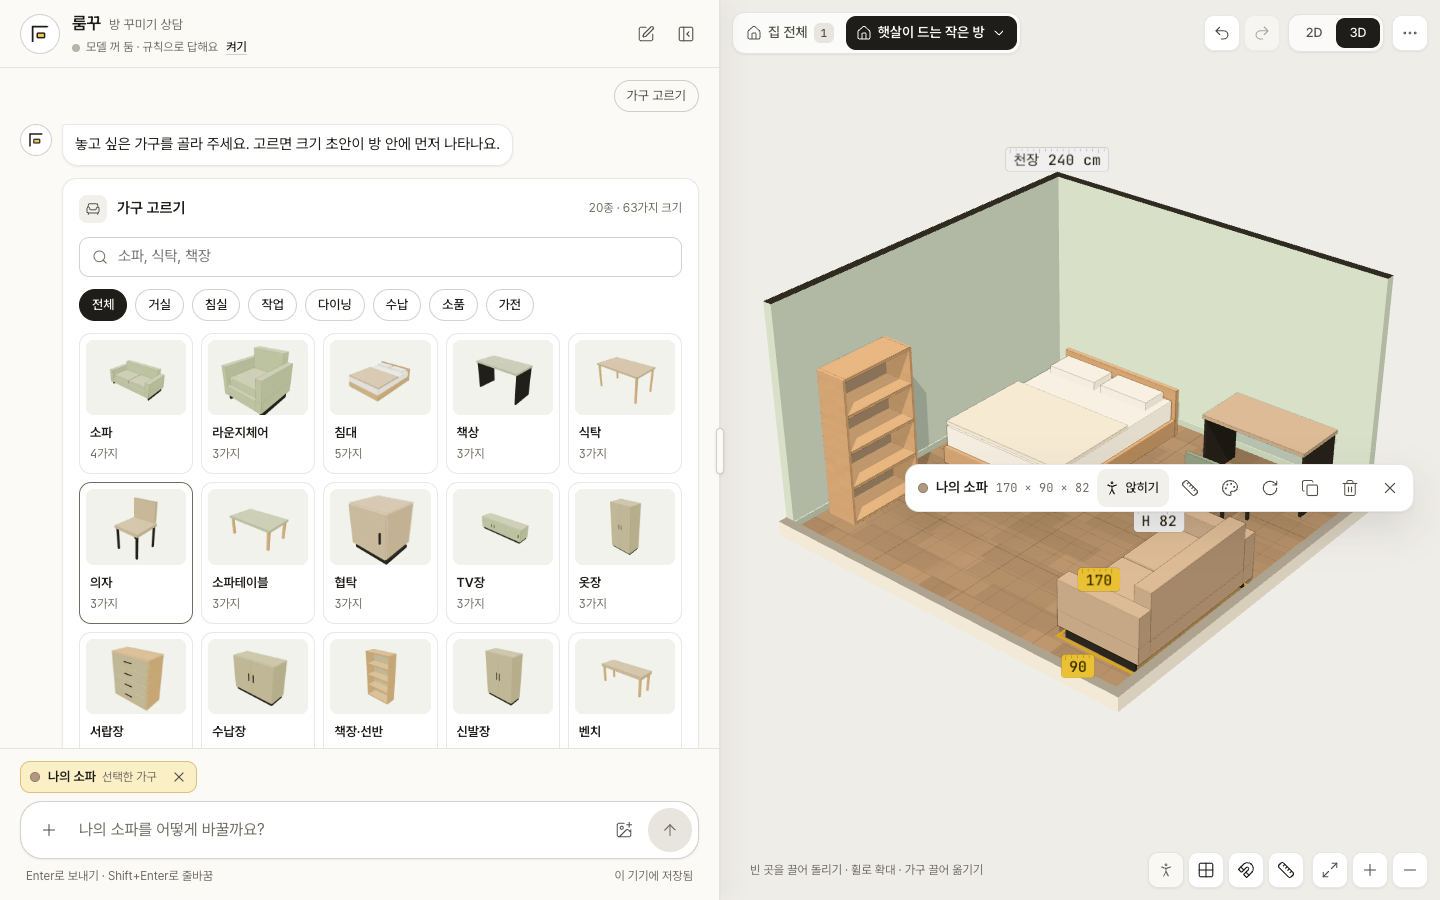 룸꾸 방 꾸미기 상담
모델 꺼 둠 · 규칙으로 답해요 켜기
가구 고르기
놓고 싶은 가구를 골라 주세요. 고르면 크기 초안이 방 안에 먼저 나타나요.
가구 고르기 20종 · 63가지 크기
소파, 식탁, 책장
전체 거실 침실 작업 다이닝 수납 소품 가전
소파 라운지체어 침대 책상 식탁
4가지 3가지 5가지 3가지 3가지
의자 소파테이블 협탁 TV장 옷장
3가지 3가지 3가지 3가지 3가지
서랍장 수납장 책장·선반 신발장 벤치
나의 소파 선택한 가구
나의 소파를 어떻게 바꿀까요?
Enter로 보내기 · Shift+Enter로 줄바꿈 이 기기에 저장됨
집 전체 1 햇살이 드는 작은 방 2D 3D
천장 240 cm
나의 소파 170 × 90 × 82 앉히기
H 82
170
90
빈 곳을 끌어 돌리기 · 휠로 확대 · 가구 끌어 옮기기